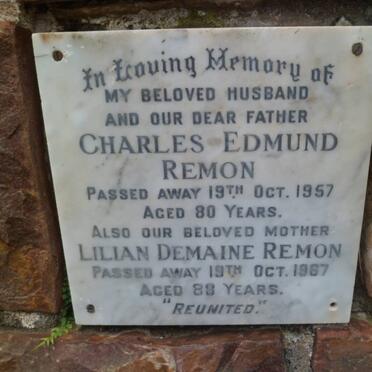 In Loving Memory of
MY BELOVED HUSBAND
AND OUR DEAR FATHER
CHARLES EDMUND
REMON
PASSED AWAY 19TH OCT. 1957
AGED 80 YEARS.
ALSO OUR BELOVED MOTHER
LILIAN DEMAINE REMON
PASSED AWAY 19TH OCT. 1967
AGED 88 YEARS.
"REUNITED."